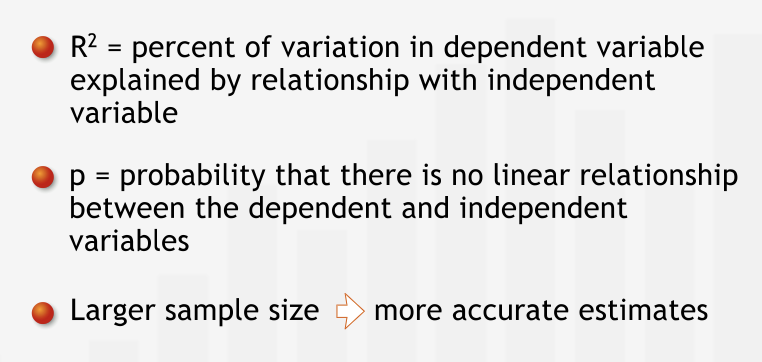 R² = percent of variation in dependent variable
explained by relationship with independent
variable
p = probability that there is no linear relationship
between the dependent and independent
variables
Larger sample size ⇨ more accurate estimates